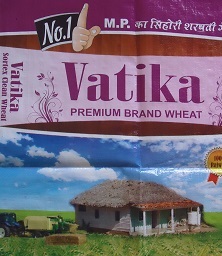 No.1
M.P. का सिहोरी शरबती
Vatika
PREMIUM BRAND WHEAT
Vatika
Sortex Clean Wheat